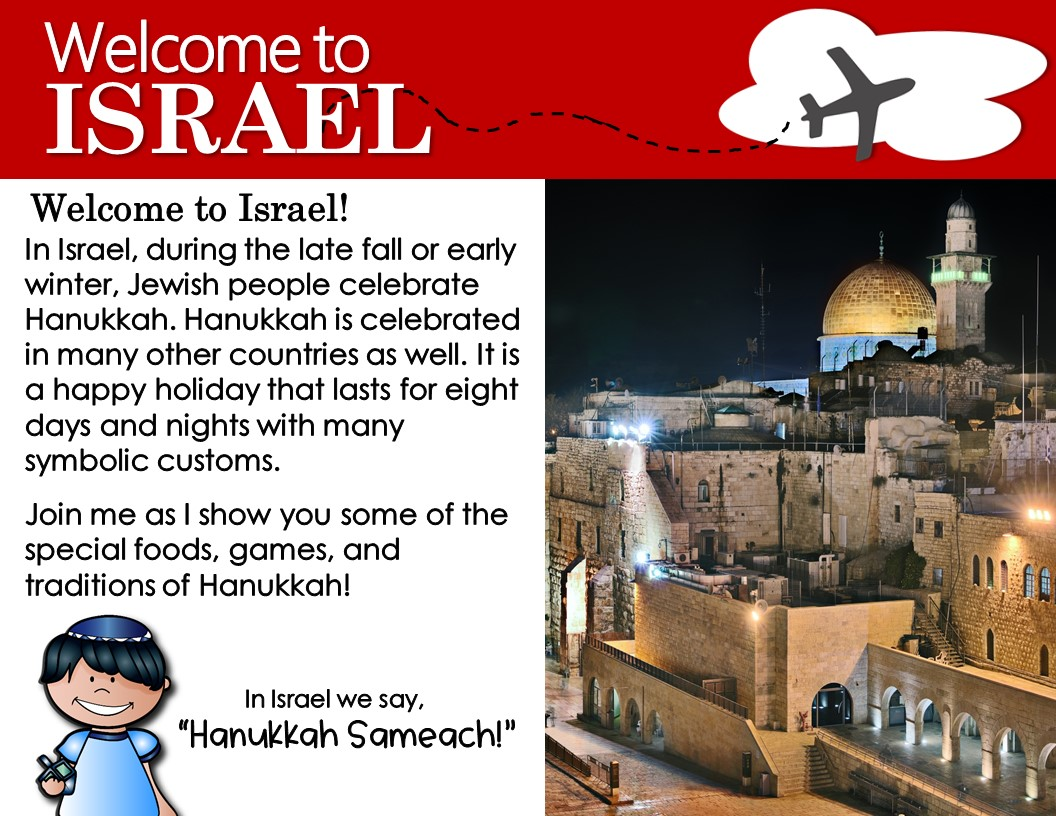 Welcome to
ISRAEL
Welcome to Israel!
In Israel, during the late fall or early
winter, Jewish people celebrate
Hanukkah. Hanukkah is celebrated
in many other countries as well. It is
a happy holiday that lasts for eight
days and nights with many
symbolic customs.
Join me as I show you some of the
special foods, games, and
traditions of Hanukkah!
In Israel we say,
“Hanukkah Sameach!”